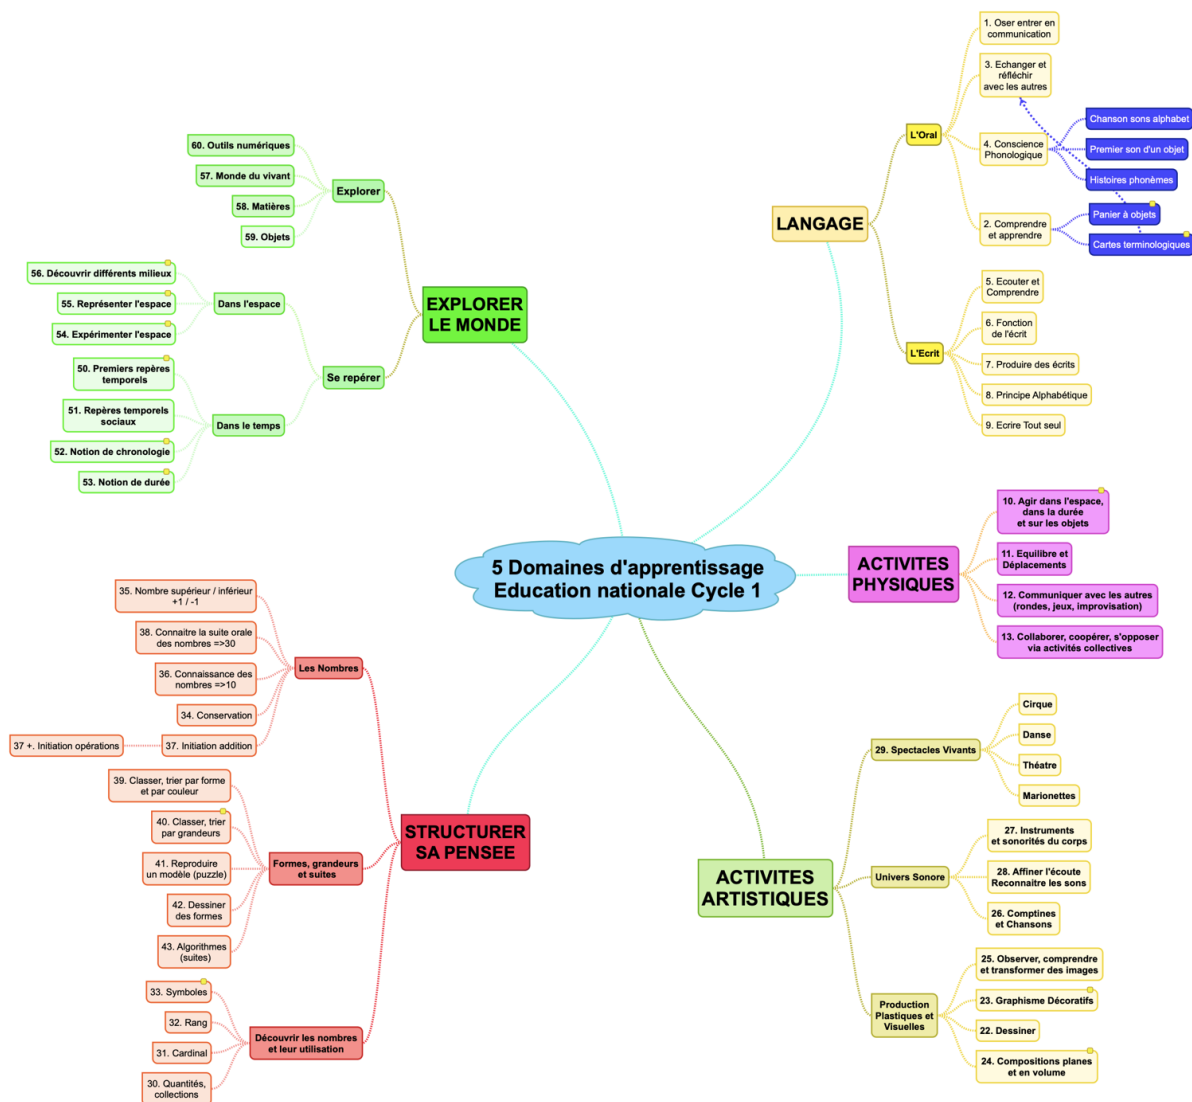 5 Domaines d'apprentissage
Education nationale Cycle 1
LANGAGE
L'Oral
1. Oser entrer en
communication
3. Echanger et
réfléchir
avec les autres
4. Conscience
Phonologique
Chanson sons alphabet
Premier son d'un objet
Histoires phonèmes
2. Comprendre
et apprendre
Panier à objets
Cartes terminologiques
L'Ecrit
5. Ecouter et
Comprendre
6. Fonction
de l'écrit
7. Produire des écrits
8. Principe Alphabétique
9. Ecrire Tout seul
ACTIVITES
PHYSIQUES
10. Agir dans l'espace,
dans la durée
et sur les objets
11. Equilibre et
Déplacements
12. Communiquer avec les autres
(rondes, jeux, improvisation)
13. Collaborer, coopérer, s'opposer
via activités collectives
ACTIVITES
ARTISTIQUES
29. Spectacles Vivants
Cirque
Danse
Théatre
Marionettes
Univers Sonore
27. Instruments
et sonorités du corps
28. Affiner l'écoute
Reconnaitre les sons
26. Comptines
et Chansons
Production
Plastiques et
Visuelles
25. Observer, comprendre
et transformer des images
23. Graphisme Décoratifs
22. Dessiner
24. Compositions planes
et en volume
EXPLORER
LE MONDE
Explorer
60. Outils numériques
57. Monde du vivant
58. Matières
59. Objets
Se repérer
Dans l'espace
56. Découvrir différents milieux
55. Représenter l'espace
54. Expérimenter l'espace
Dans le temps
50. Premiers repères
temporels
51. Repères temporels
sociaux
52. Notion de chronologie
53. Notion de durée
STRUCTURER
SA PENSEE
Les Nombres
35. Nombre supérieur / inférieur
+1 / -1
38. Connaitre la suite orale
des nombres =>30
36. Connaissance des
nombres =>10
34. Conservation
37. Initiation addition
37 +. Initiation opérations
Formes, grandeurs
et suites
39. Classer, trier par forme
et par couleur
40. Classer, trier
par grandeurs
41. Reproduire
un modèle (puzzle)
42. Dessiner
des formes
43. Algorithmes
(suites)
Découvrir les nombres
et leur utilisation
33. Symboles
32. Rang
31. Cardinal
30. Quantités,
collections